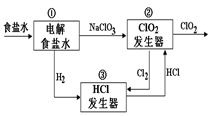 ① ②
食盐水 电解 食盐水 NaClO₃ ClO₂ 发生器 ClO₂
H₂ ③ Cl₂ HCl
HCl 发生器